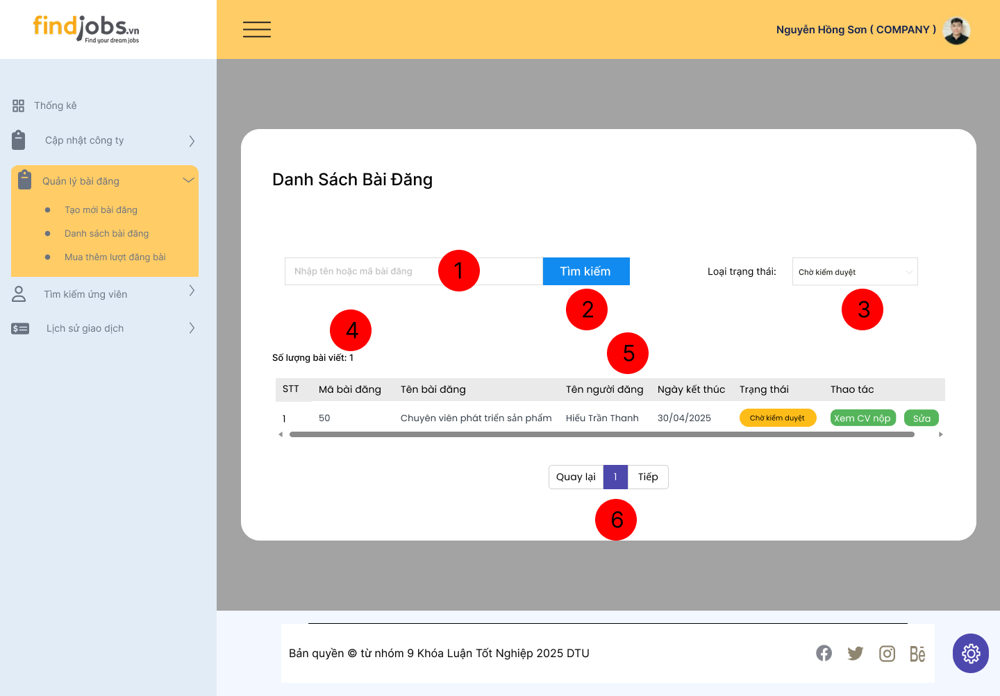 findjobs.vn
Find your dream jobs
Nguyễn Hồng Sơn ( COMPANY )
Thống kê
Cập nhật công ty
Quản lý bài đăng
Tạo mới bài đăng
Danh sách bài đăng
Mua thêm lượt đăng bài
Tìm kiếm ứng viên
Lịch sử giao dịch
Danh Sách Bài Đăng
Nhập tên hoặc mã bài đăng
1
Tìm kiếm
2
Loại trạng thái:
Chờ kiểm duyệt
3
4
5
Số lượng bài viết: 1
STT Mã bài đăng Tên bài đăng Tên người đăng Ngày kết thúc Trạng thái Thao tác
1 50 Chuyên viên phát triển sản phẩm Hiếu Trần Thanh 30/04/2025 Chờ kiểm duyệt Xem CV nộp Sửa
Quay lại 1 Tiếp
6
Bản quyền © từ nhóm 9 Khóa Luận Tốt Nghiệp 2025 DTU